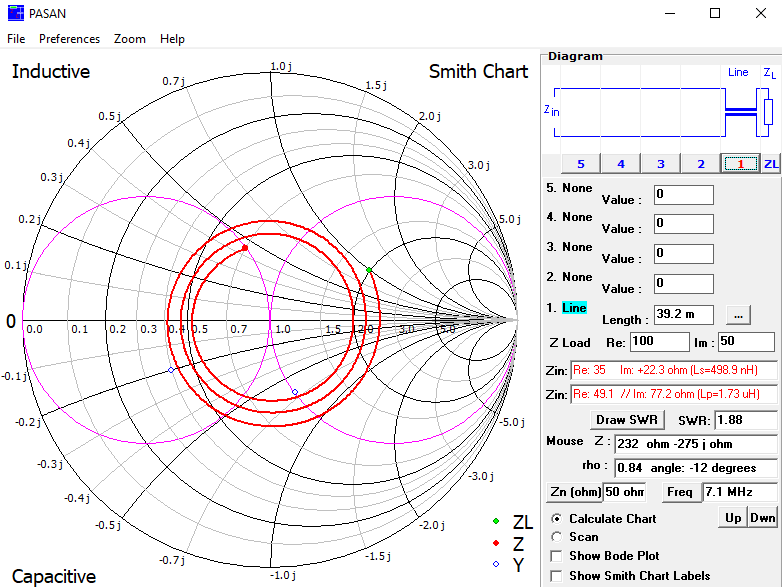 PASAN
File Preferences Zoom Help
Inductive
Smith Chart
1.0 j
0.7 j
1.5 j
0.5 j
2.0 j
0.4 j
3.0 j
0.3 j
0.2 j
5.0 j
0.1 j
0
0.0 0.1 0.2 0.3 0.4 0.5 0.7 1.0 1.5 2.0 3.0 5.0
-0.1 j
-0.2 j
-5.0 j
-0.3 j
-3.0 j
-0.4 j
-0.5 j
-2.0 j
-0.7 j
-1.5 j
-1.0 j
ZL
Z
Y
Capacitive
Diagram
Line ZL
Zin
5 4 3 2 1 ZL
5. None Value : 0
4. None Value : 0
3. None Value : 0
2. None Value : 0
1. Line Length : 39.2 m ...
Z Load Re: 100 Im : 50
Zin: Re: 35 Im: +22.3 ohm (Ls=498.9 nH)
Zin: Re: 49.1 // Im: 77.2 ohm (Lp=1.73 uH)
Draw SWR SWR: 1.88
Mouse Z : 232 ohm -275 j ohm
rho : 0.84 angle: -12 degrees
Zn (ohm) 50 ohm Freq 7.1 MHz
Calculate Chart Up Dwn
Scan
Show Bode Plot
Show Smith Chart Labels